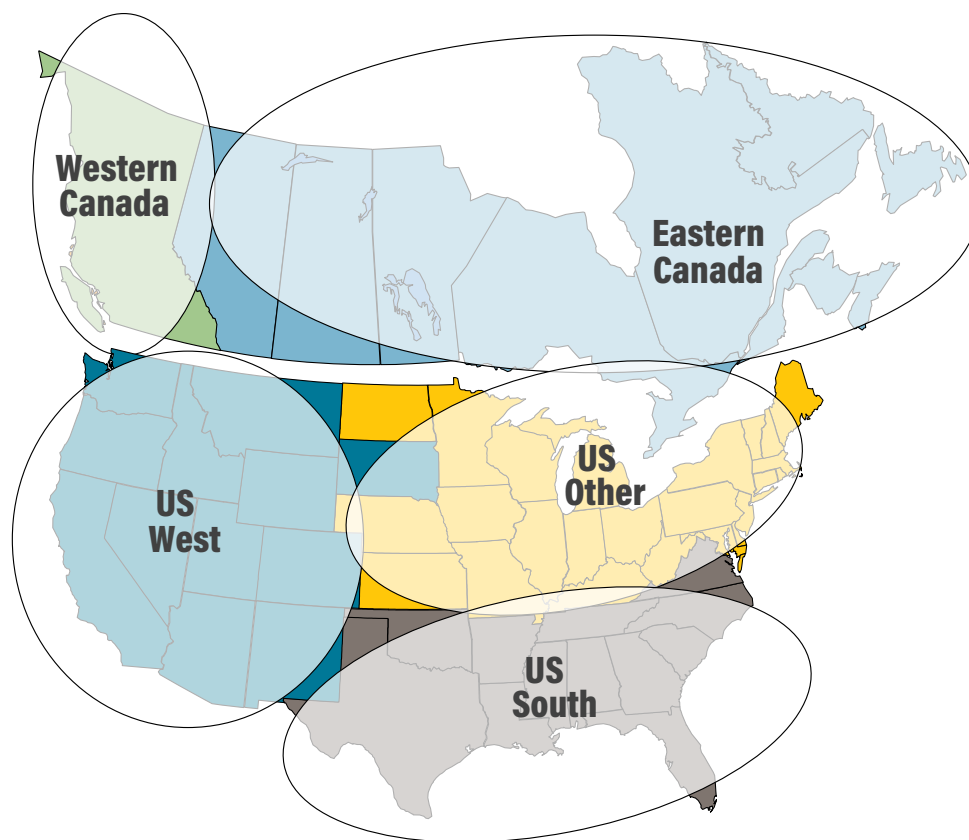 Western
Canada
Eastern
Canada
US
Other
US
West
US
South